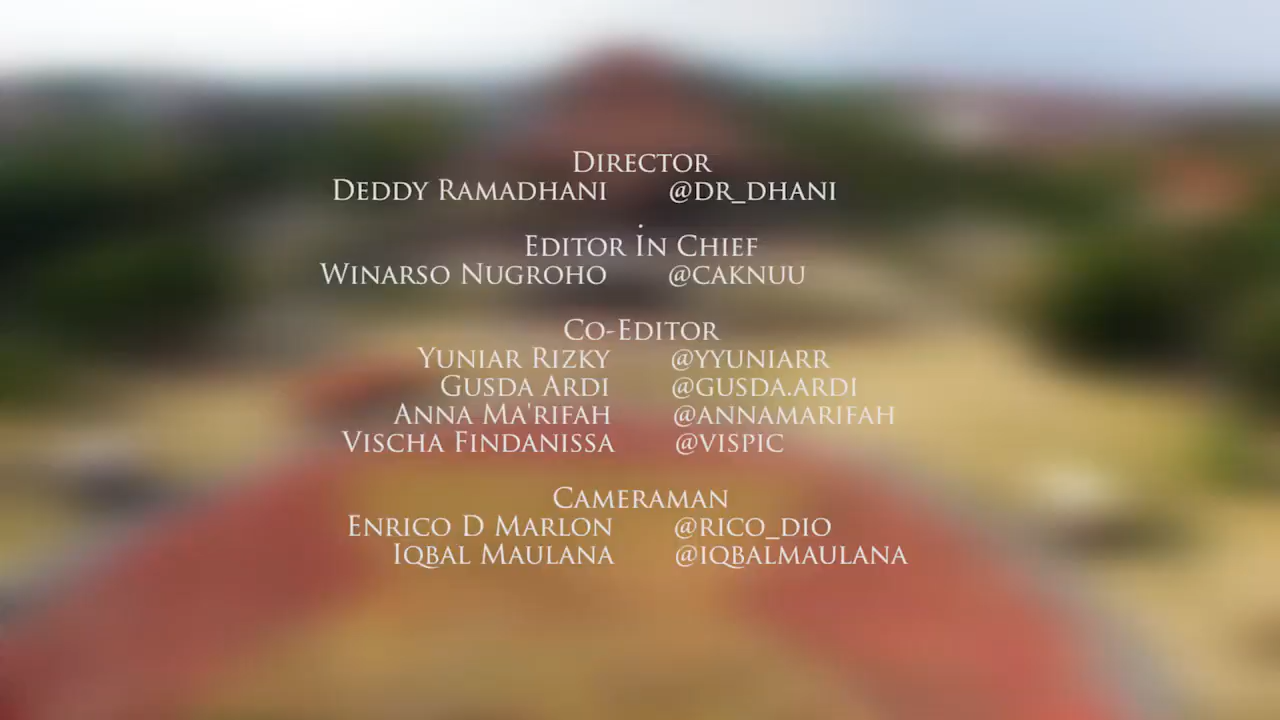 Director
Deddy Ramadhani @dr_dhani
.
Editor In Chief
Winarso Nugroho @caknuu
Co-Editor
Yuniar Rizky @yyuniarr
Gusda Ardi @gusda.ardi
Anna Ma'rifah @annamarifah
Vischa Findanissa @vispic
Cameraman
Enrico D Marlon @rico_dio
Iqbal Maulana @iqbalmaulana